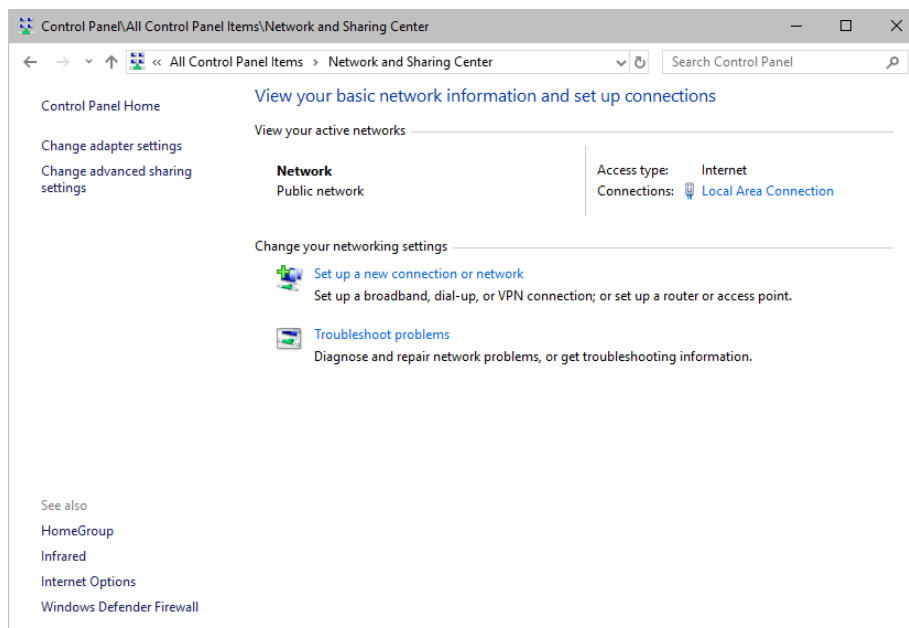 Control Panel\All Control Panel Items\Network and Sharing Center
« All Control Panel Items › Network and Sharing Center
Search Control Panel
Control Panel Home
Change adapter settings
Change advanced sharing
settings
View your basic network information and set up connections
View your active networks
Network
Public network
Access type: Internet
Connections: Local Area Connection
Change your networking settings
Set up a new connection or network
Set up a broadband, dial-up, or VPN connection; or set up a router or access point.
Troubleshoot problems
Diagnose and repair network problems, or get troubleshooting information.
See also
HomeGroup
Infrared
Internet Options
Windows Defender Firewall